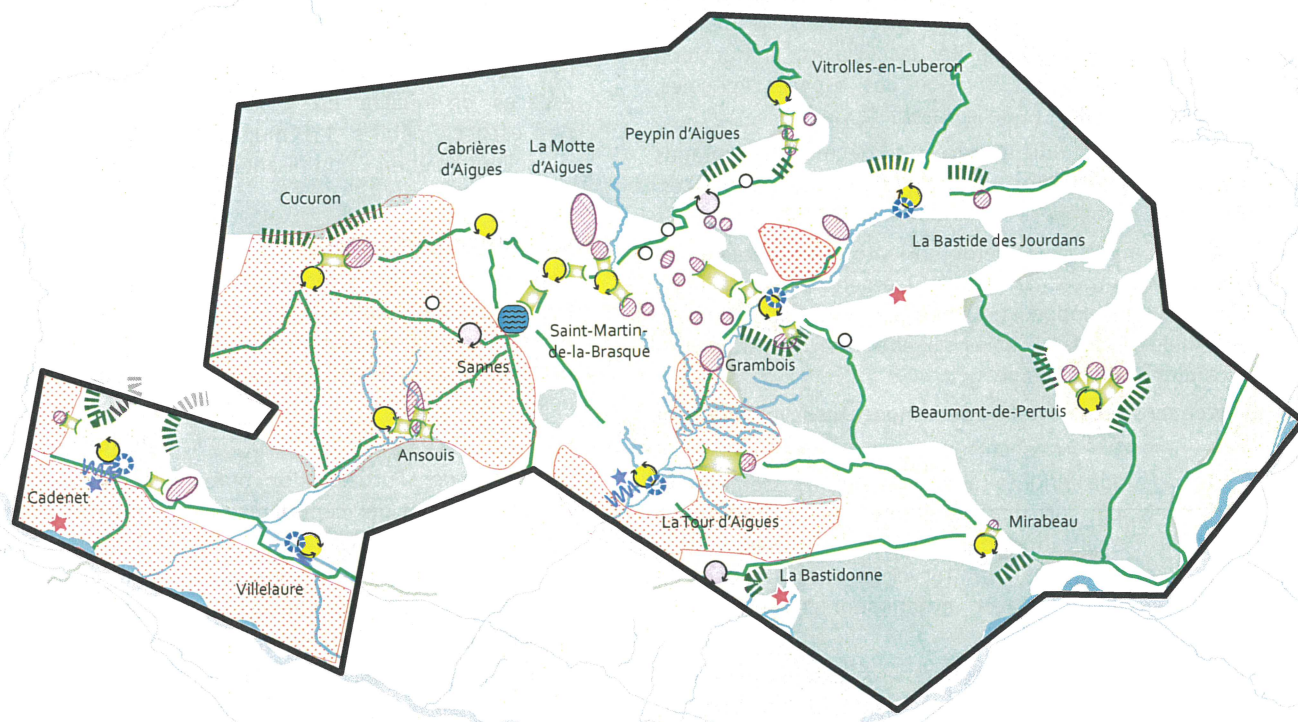 Vitrolles-en-Luberon
Peypin d'Aigues
Cabrières
d'Aigues
La Motte
d'Aigues
Cucuron
La Bastide des Jourdans
Saint-Martin-
de-la-Brasque
Sannes
Grambois
Beaumont-de-Pertuis
Ansouis
Cadenet
La Tour d'Aigues
Mirabeau
La Bastidonne
Villelaure